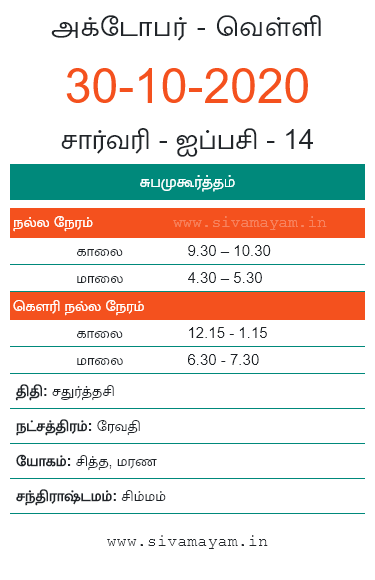 அக்டோபர் - வெள்ளி
30-10-2020
சார்வரி - ஐப்பசி - 14
சுபமுகூர்த்தம்
நல்ல நேரம் www.sivamayam.in
காலை 9.30 – 10.30
மாலை 4.30 – 5.30
கௌரி நல்ல நேரம்
காலை 12.15 - 1.15
மாலை 6.30 - 7.30
திதி: சதுர்த்தசி
நட்சத்திரம்: ரேவதி
யோகம்: சித்த, மரண
சந்திராஷ்டமம்: சிம்மம்
www.sivamayam.in